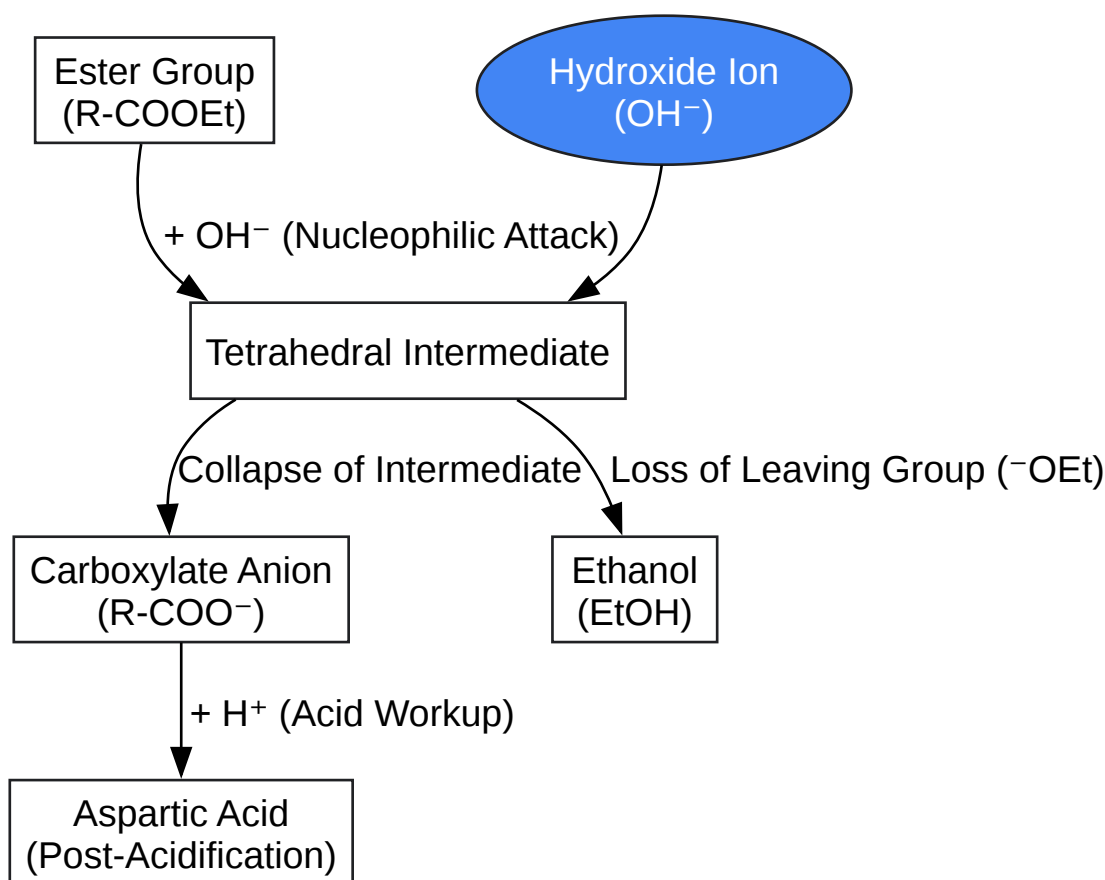 Ester Group
(R-COOEt)
Hydroxide Ion
(OH⁻)
+ OH⁻ (Nucleophilic Attack)
Tetrahedral Intermediate
Collapse of Intermediate
Loss of Leaving Group (⁻OEt)
Carboxylate Anion
(R-COO⁻)
Ethanol
(EtOH)
+ H⁺ (Acid Workup)
Aspartic Acid
(Post-Acidification)